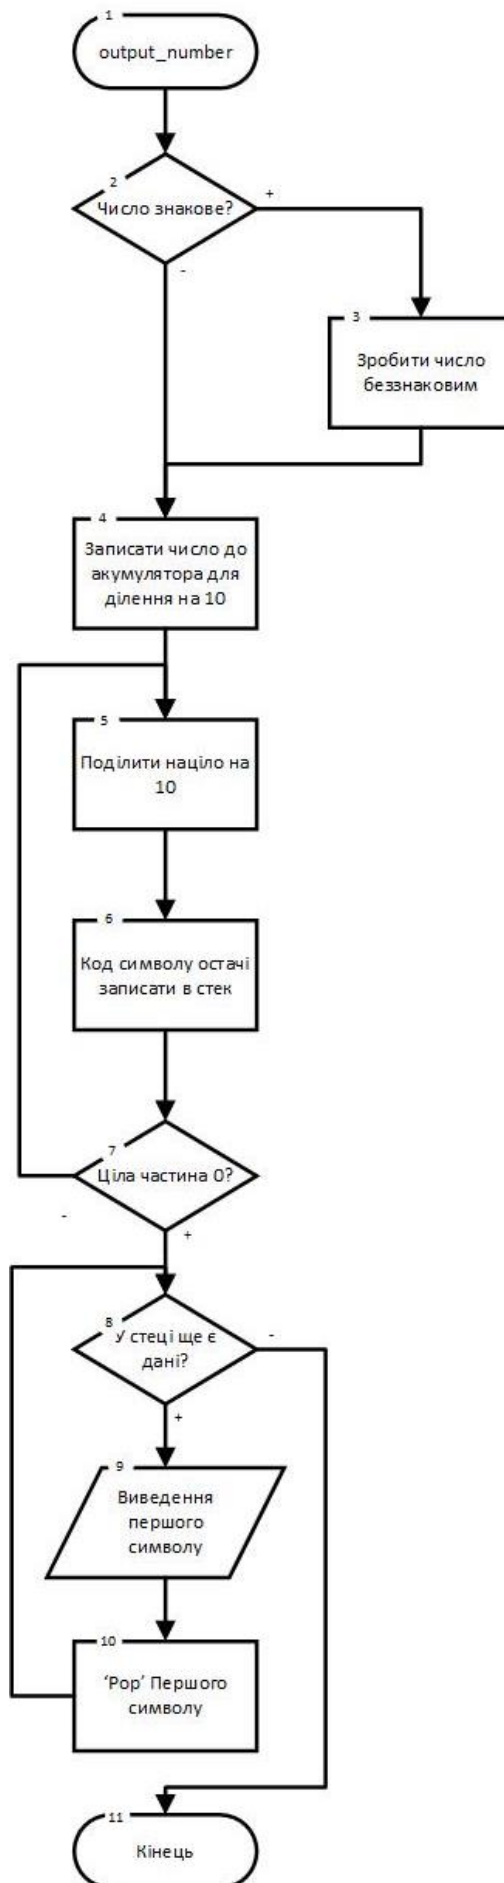 1
output_number
2
Число знакове?
+
-
3
Зробити число
беззнаковим
4
Записати число до
акумулятора для
ділення на 10
5
Поділити націло на
10
6
Код символу остачі
записати в стек
7
Ціла частина 0?
-
+
8
У стеці ще є
дані?
-
+
9
Виведення
першого
символу
10
‘Pop’ Першого
символу
11
Кінець